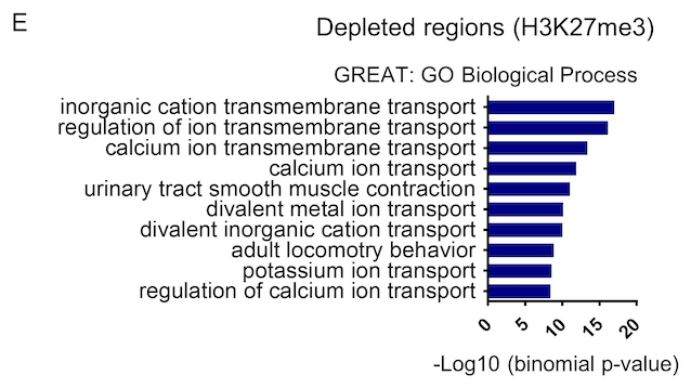 E
Depleted regions (H3K27me3)
GREAT: GO Biological Process
inorganic cation transmembrane transport
regulation of ion transmembrane transport
calcium ion transmembrane transport
calcium ion transport
urinary tract smooth muscle contraction
divalent metal ion transport
divalent inorganic cation transport
adult locomotry behavior
potassium ion transport
regulation of calcium ion transport
0 5 10 15 20
-Log10 (binomial p-value)